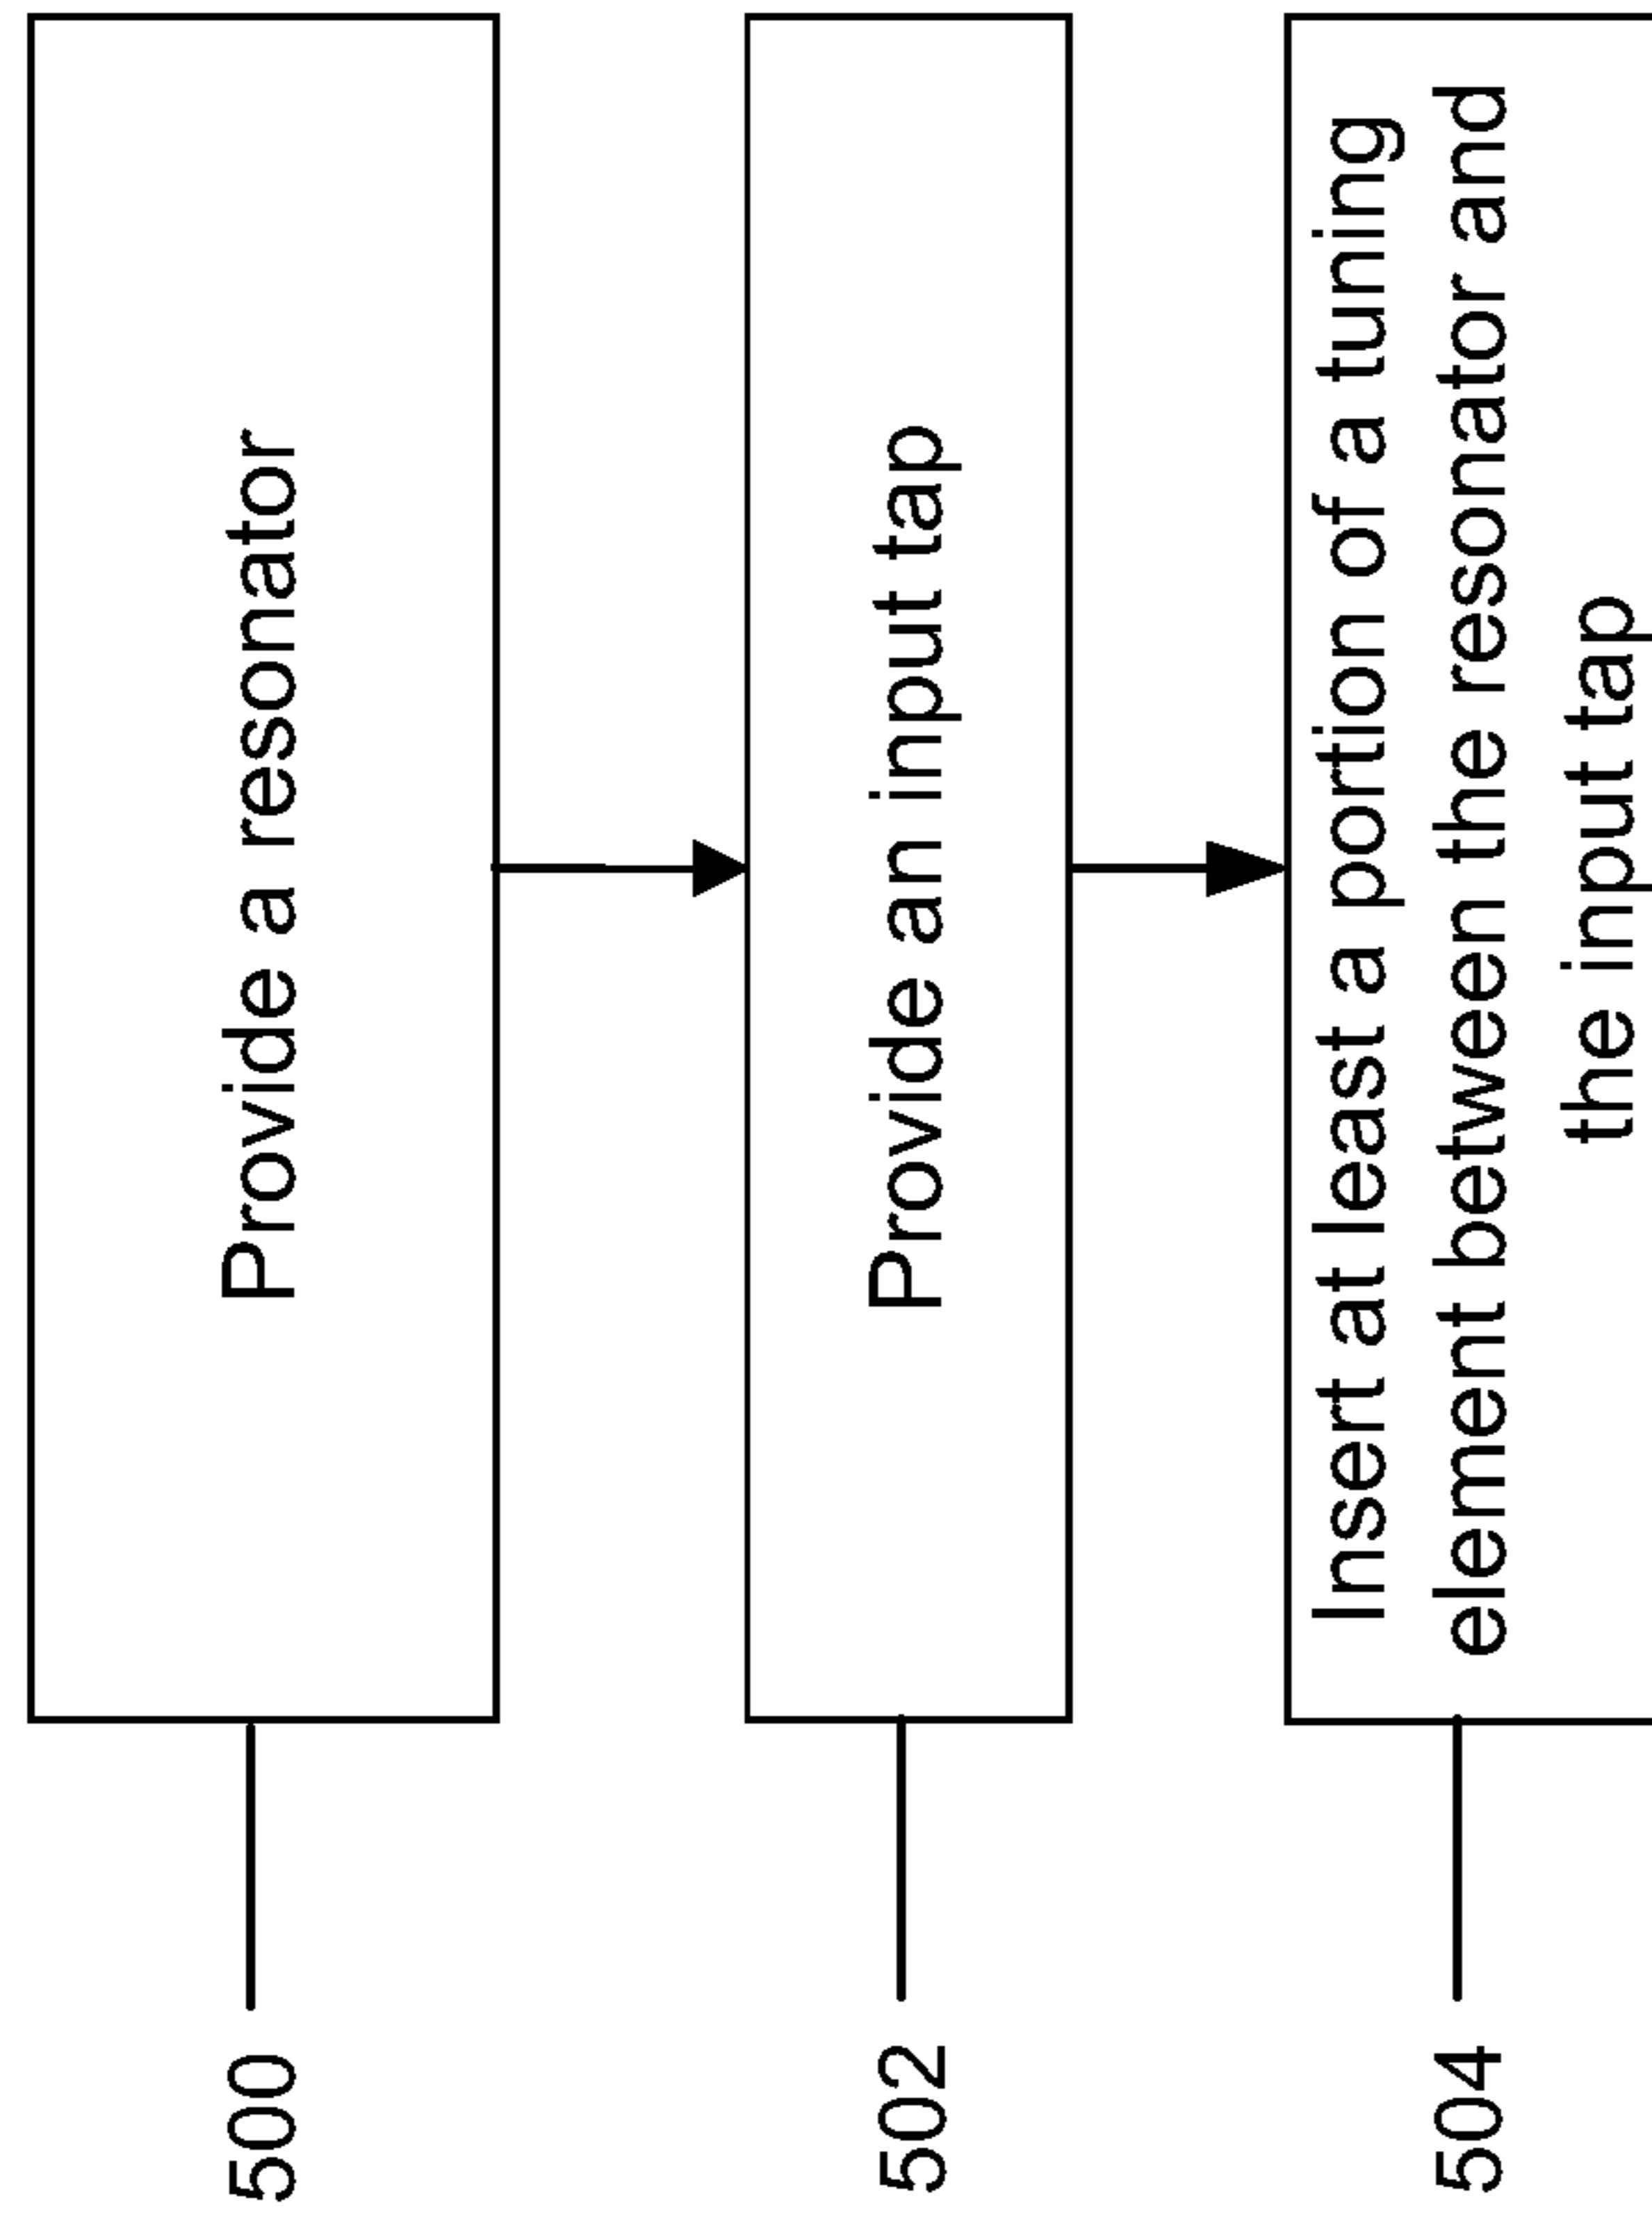 500
Provide a resonator
502
Provide an input tap
504
Insert at least a portion of a tuning
element between the resonator and
the input tap